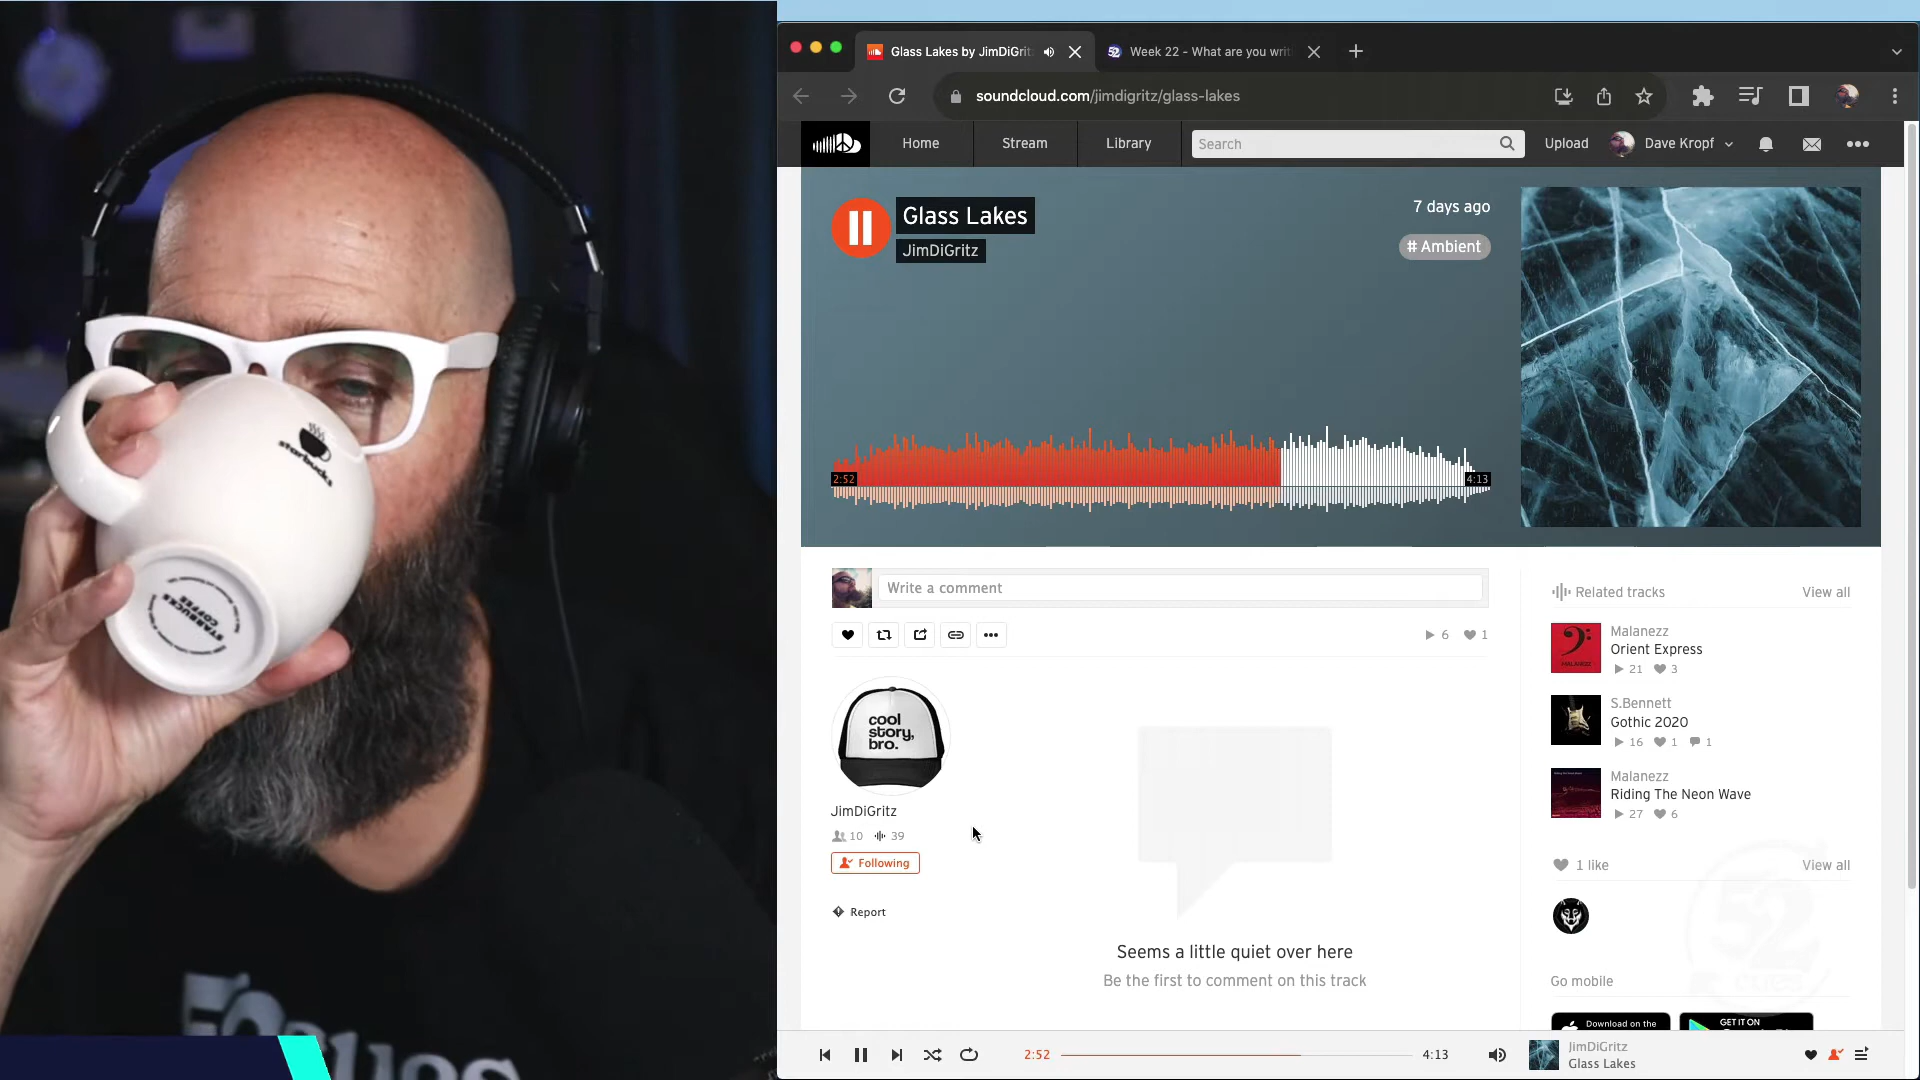 Glass Lakes by JimDiGrit
Week 22 - What are you writ
soundcloud.com/jimdigritz/glass-lakes
Home
Stream
Library
Search
Upload
Dave Kropf
Glass Lakes
JimDiGritz
7 days ago
# Ambient
2:52
4:13
starbucks
STARBUCKS
COFFEE
Write a comment
6
1
cool
story,
bro.
JimDiGritz
10
39
Following
Report
Seems a little quiet over here
Be the first to comment on this track
Related tracks
View all
Malanezz
Orient Express
21
3
S.Bennett
Gothic 2020
16
1
1
Malanezz
Riding The Neon Wave
27
6
1 like
View all
52
cues
Go mobile
Download on the
GET IT ON
2:52
4:13
JimDiGritz
Glass Lakes